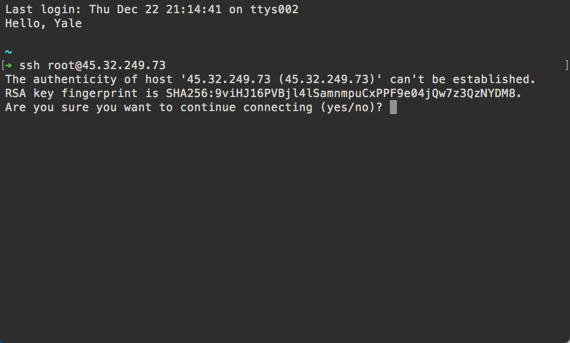 Last login: Thu Dec 22 21:14:41 on ttys002
Hello, Yale
~
[➜ ssh root@45.32.249.73 ]
The authenticity of host '45.32.249.73 (45.32.249.73)' can't be established.
RSA key fingerprint is SHA256:9viHJ16PVBjl4lSamnmpuCxPPF9e04jQw7z3QzNYDM8.
Are you sure you want to continue connecting (yes/no)?